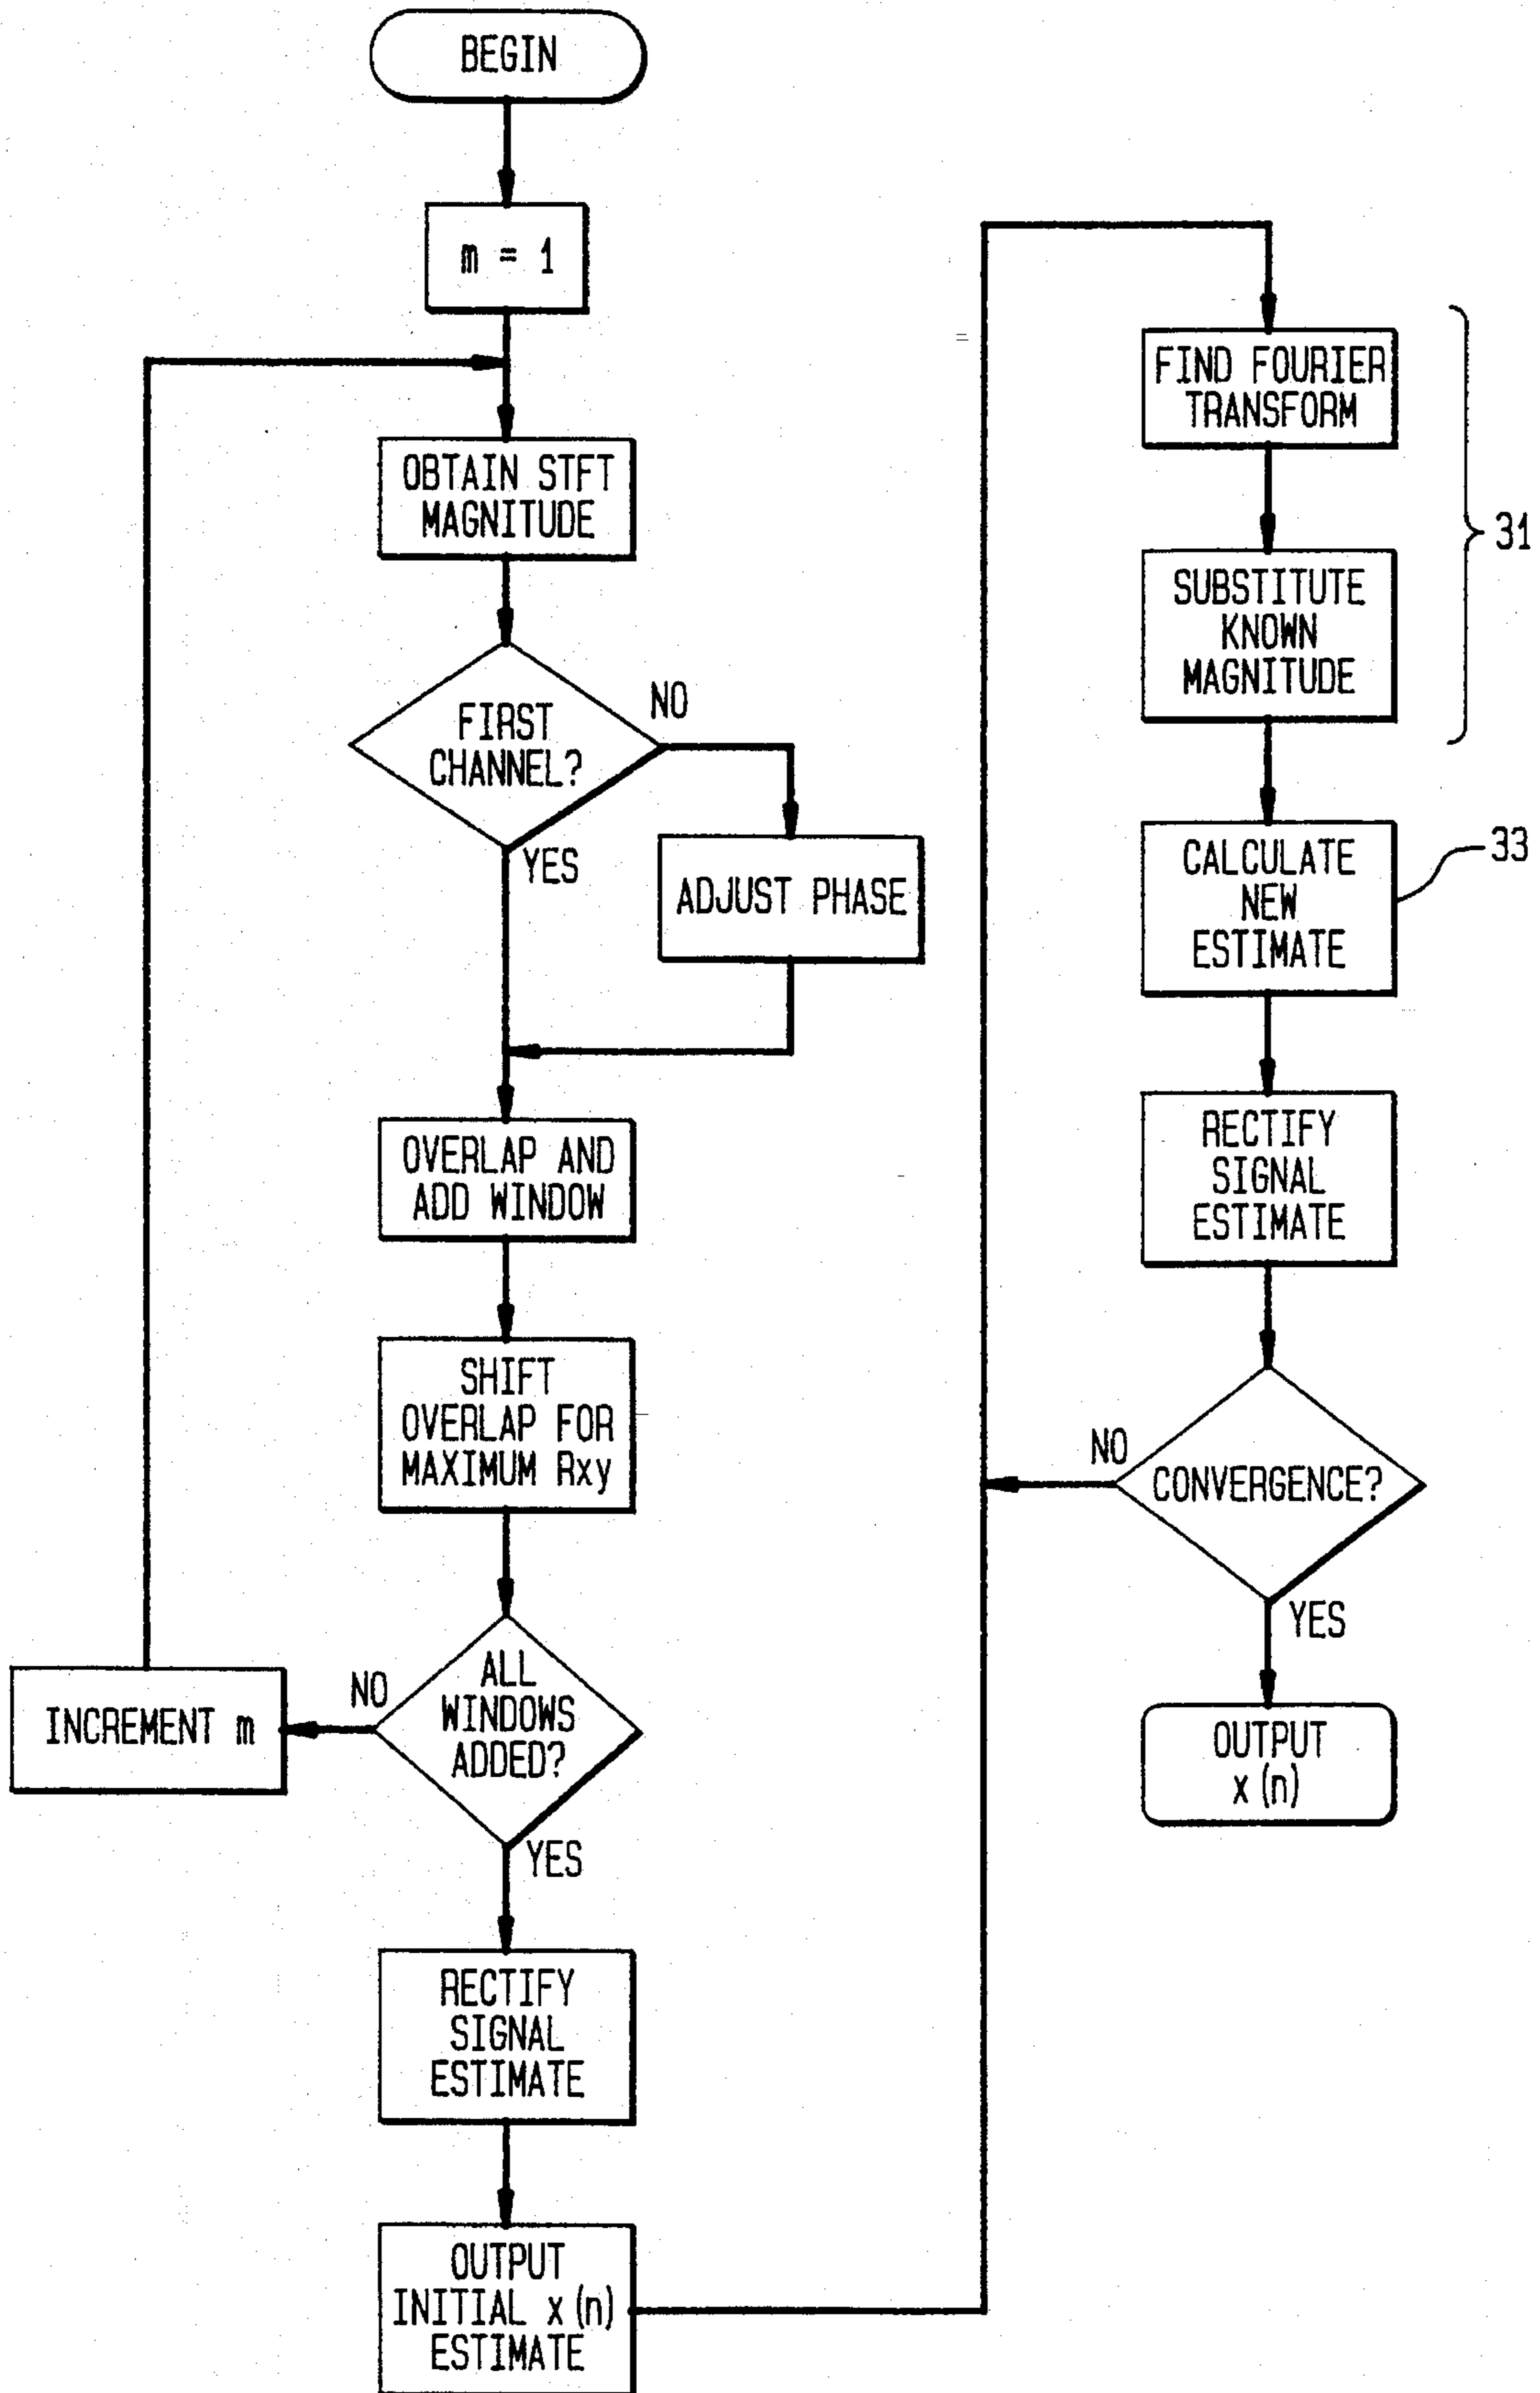 BEGIN
m = 1
OBTAIN STFT
MAGNITUDE
FIRST
CHANNEL?
NO
YES
ADJUST PHASE
OVERLAP AND
ADD WINDOW
SHIFT
OVERLAP FOR
MAXIMUM Rxy
ALL
WINDOWS
ADDED?
NO
INCREMENT m
YES
RECTIFY
SIGNAL
ESTIMATE
OUTPUT
INITIAL x(n)
ESTIMATE
FIND FOURIER
TRANSFORM
SUBSTITUTE
KNOWN
MAGNITUDE
31
CALCULATE
NEW
ESTIMATE
33
RECTIFY
SIGNAL
ESTIMATE
CONVERGENCE?
NO
YES
OUTPUT
x(n)